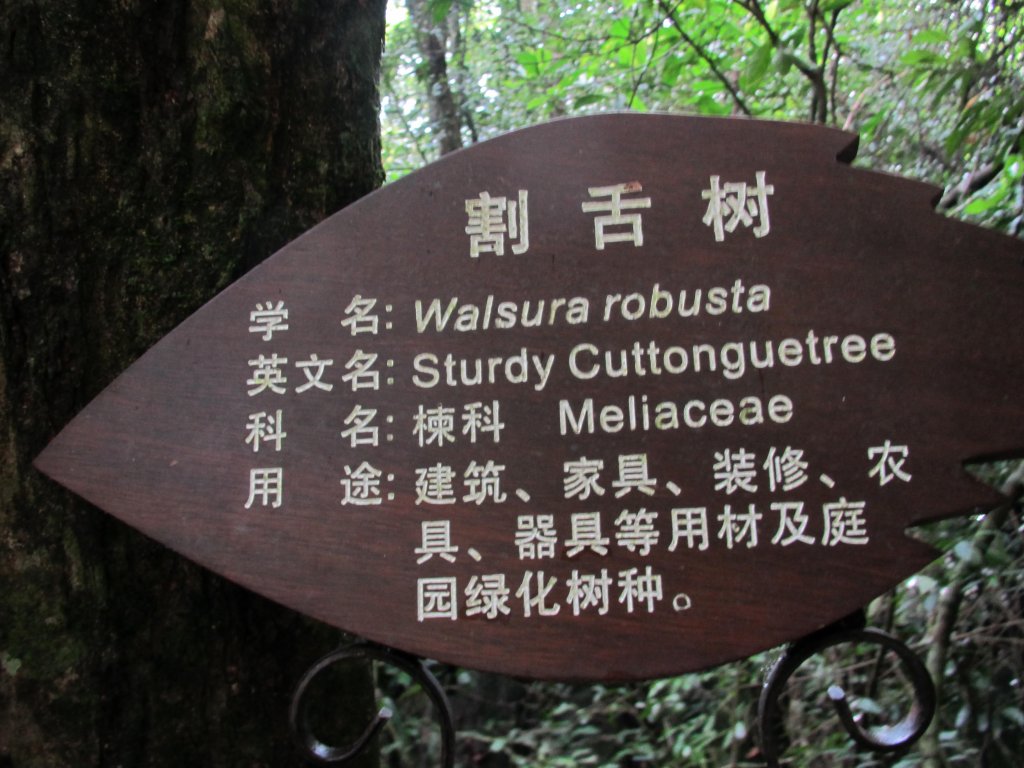 割舌树
学名: Walsura robusta
英文名: Sturdy Cuttonguetree
科名: 楝科 Meliaceae
用途: 建筑、家具、装修、农
具、器具等用材及庭
园绿化树种。